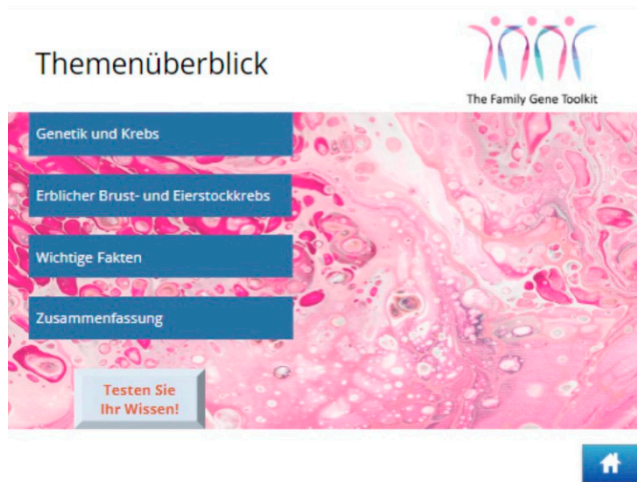 Themenüberblick
The Family Gene Toolkit
Genetik und Krebs
Erblicher Brust- und Eierstockkrebs
Wichtige Fakten
Zusammenfassung
Testen Sie
Ihr Wissen!